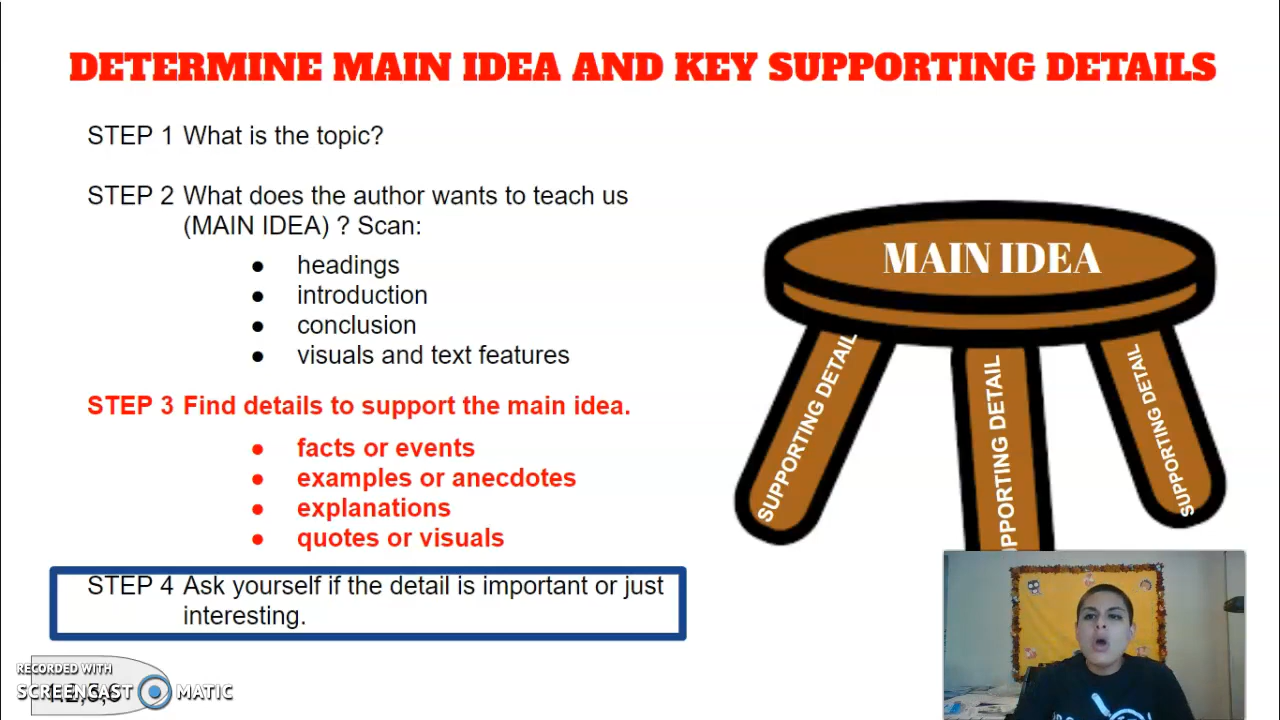 DETERMINE MAIN IDEA AND KEY SUPPORTING DETAILS
STEP 1 What is the topic?
STEP 2 What does the author wants to teach us
(MAIN IDEA) ? Scan:
● headings
● introduction
● conclusion
● visuals and text features
STEP 3 Find details to support the main idea.
● facts or events
● examples or anecdotes
● explanations
● quotes or visuals
STEP 4 Ask yourself if the detail is important or just
interesting.
MAIN IDEA
SUPPORTING DETAIL
SUPPORTING DETAIL
RECORDED WITH
SCREENCAST MATIC